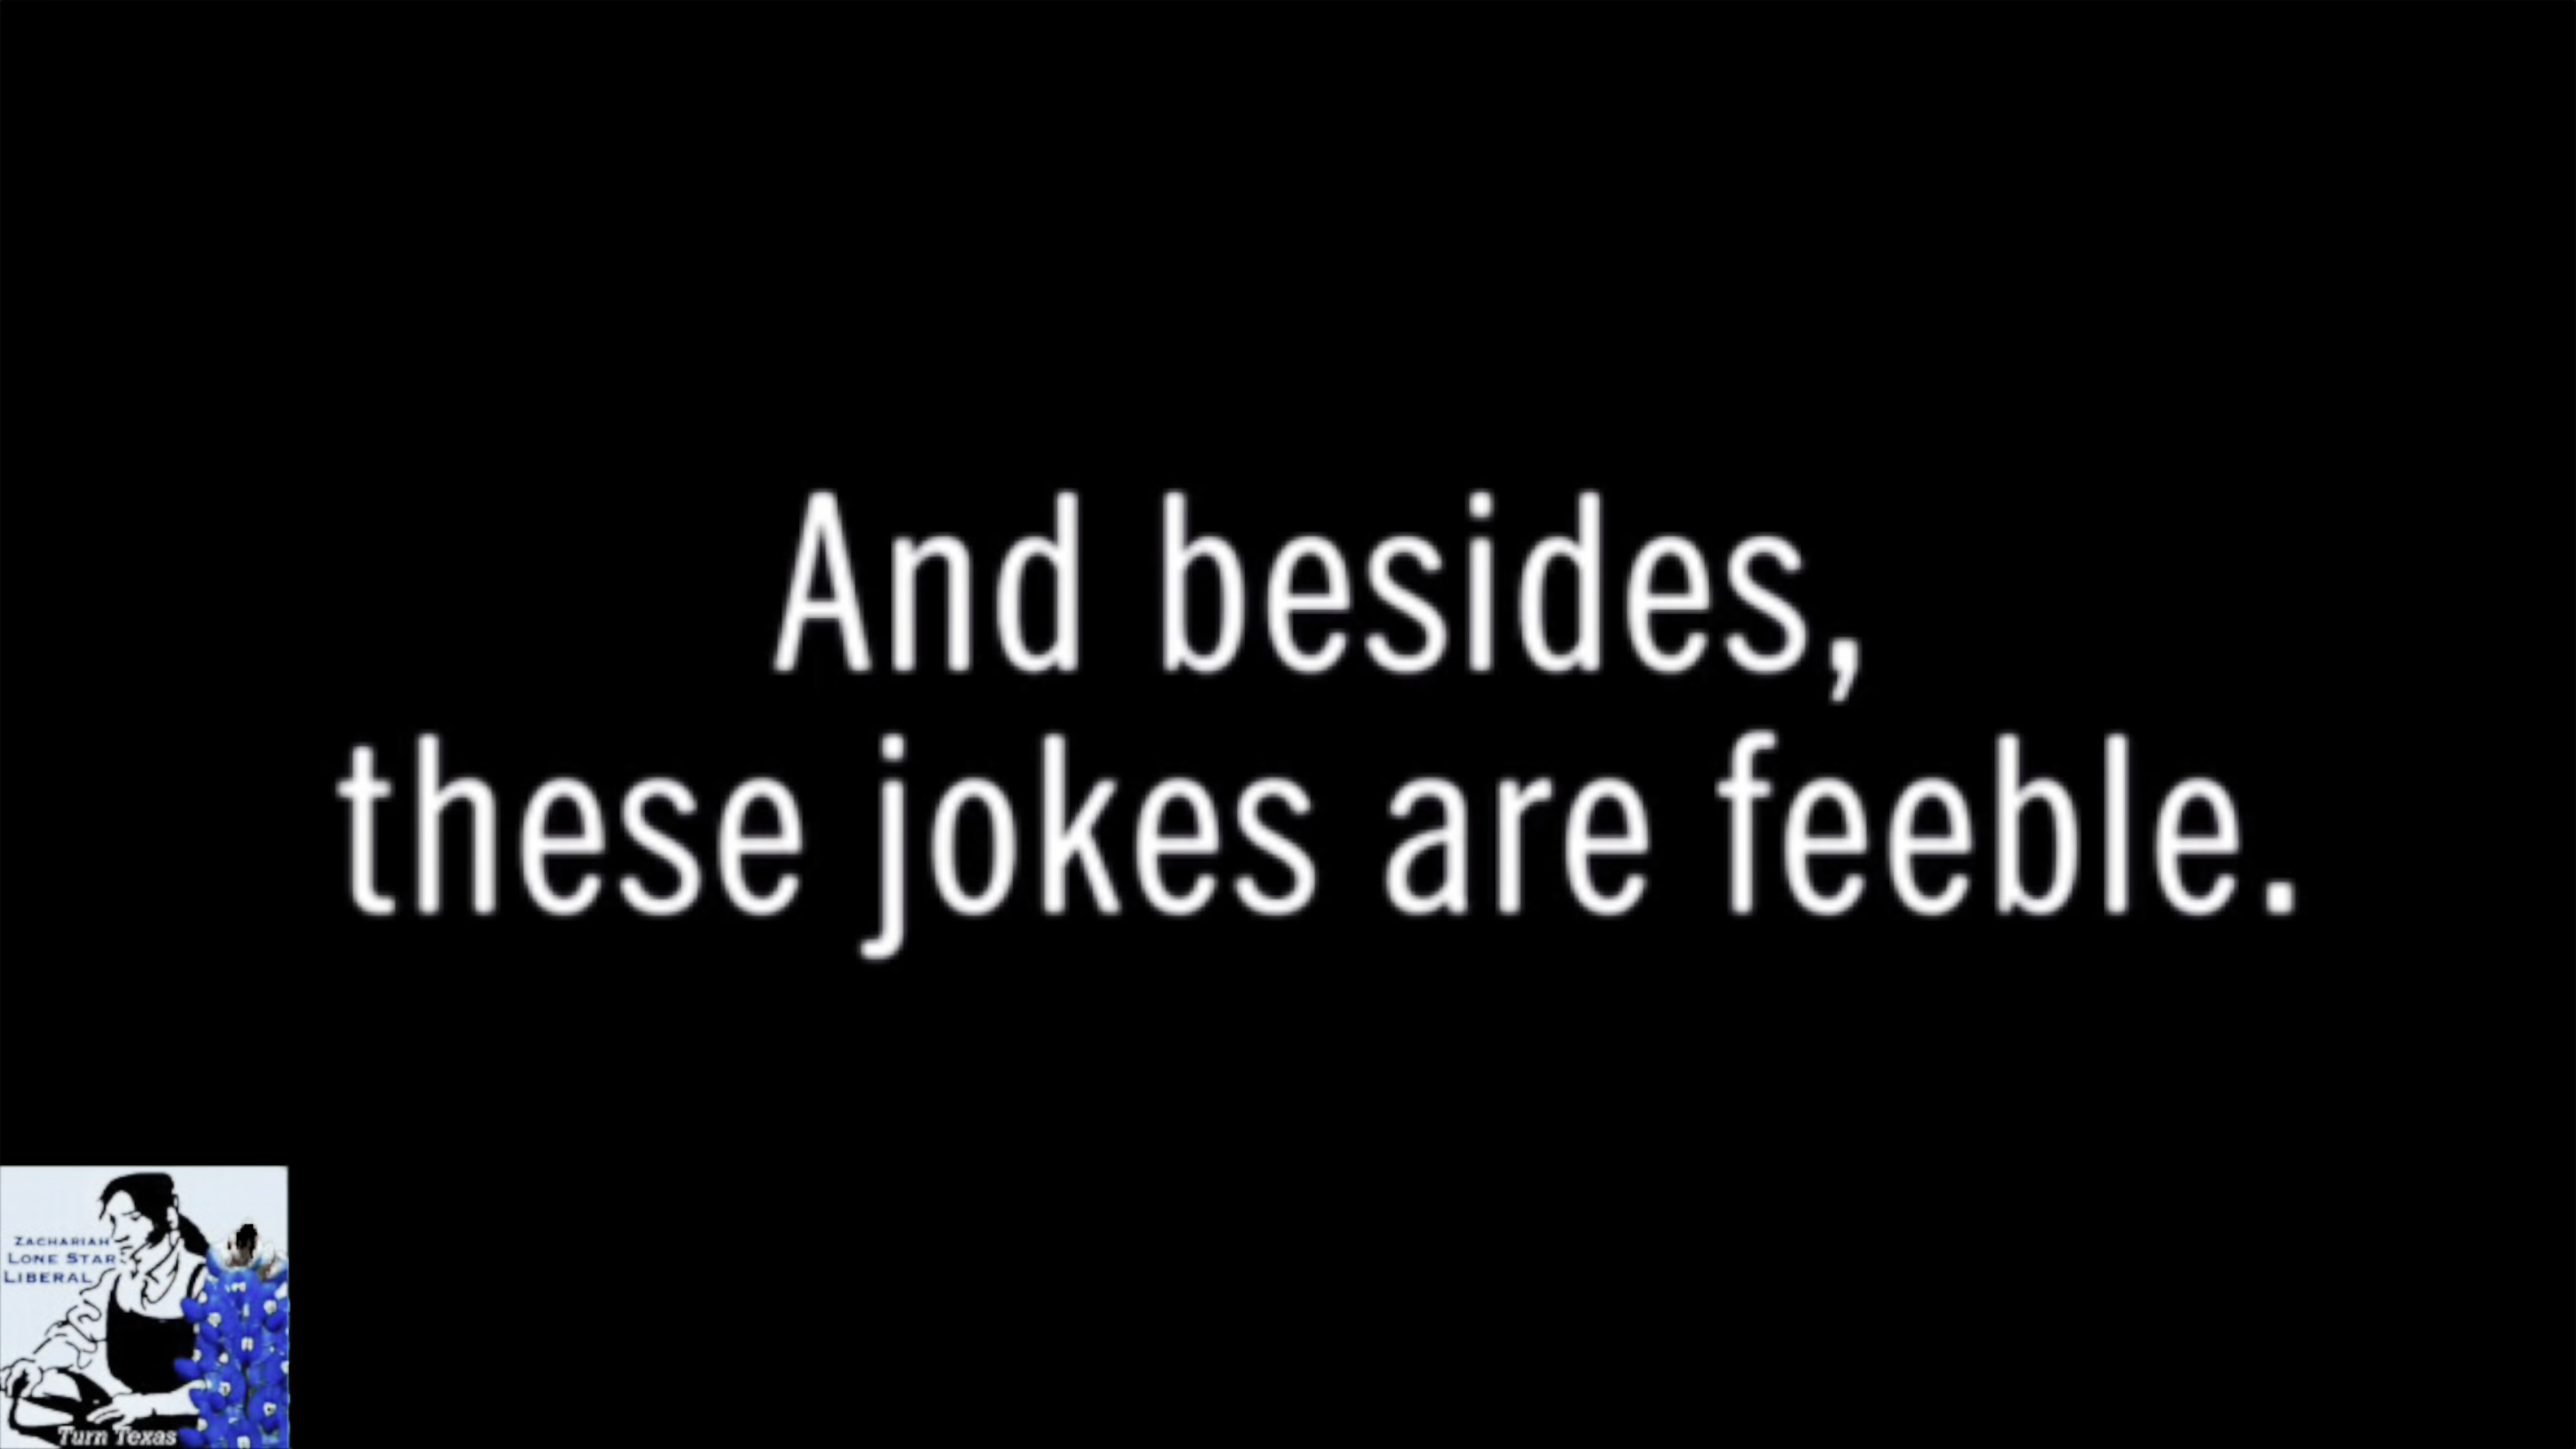 And besides,
these jokes are feeble.
ZACHARIAH
LONE STAR
LIBERAL
Turn Texas